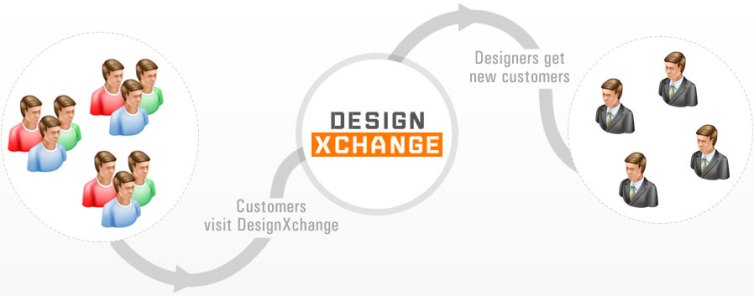 Customers
visit DesignXchange
DESIGN
XCHANGE
Designers get
new customers